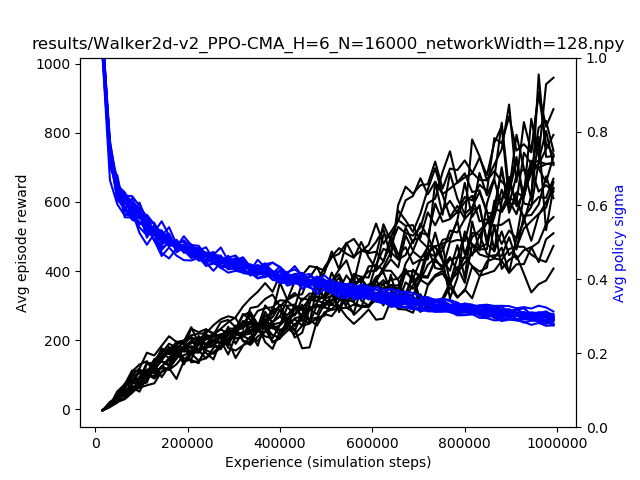 results/Walker2d-v2_PPO-CMA_H=6_N=16000_networkWidth=128.npy
1000
800
600
400
200
0
Avg episode reward
1.0
0.8
0.6
0.4
0.2
0.0
Avg policy sigma
0 200000 400000 600000 800000 1000000
Experience (simulation steps)